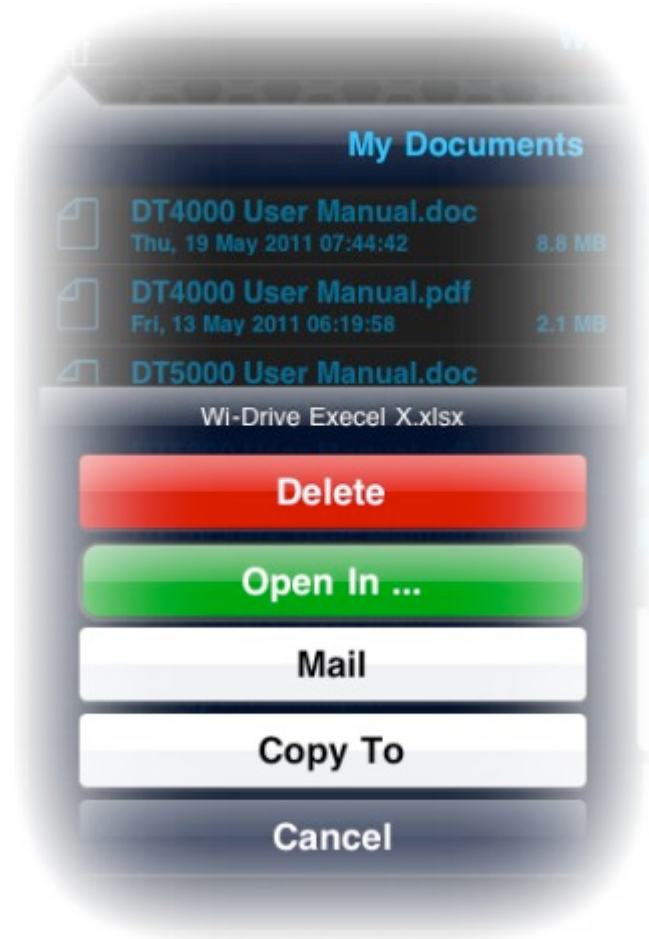 My Documents
DT4000 User Manual.doc
Thu, 19 May 2011 07:44:42 8.8 MB
DT4000 User Manual.pdf
Fri, 13 May 2011 06:19:58 2.1 MB
DT5000 User Manual.doc
Wi-Drive Execel X.xlsx
Delete
Open In ...
Mail
Copy To
Cancel